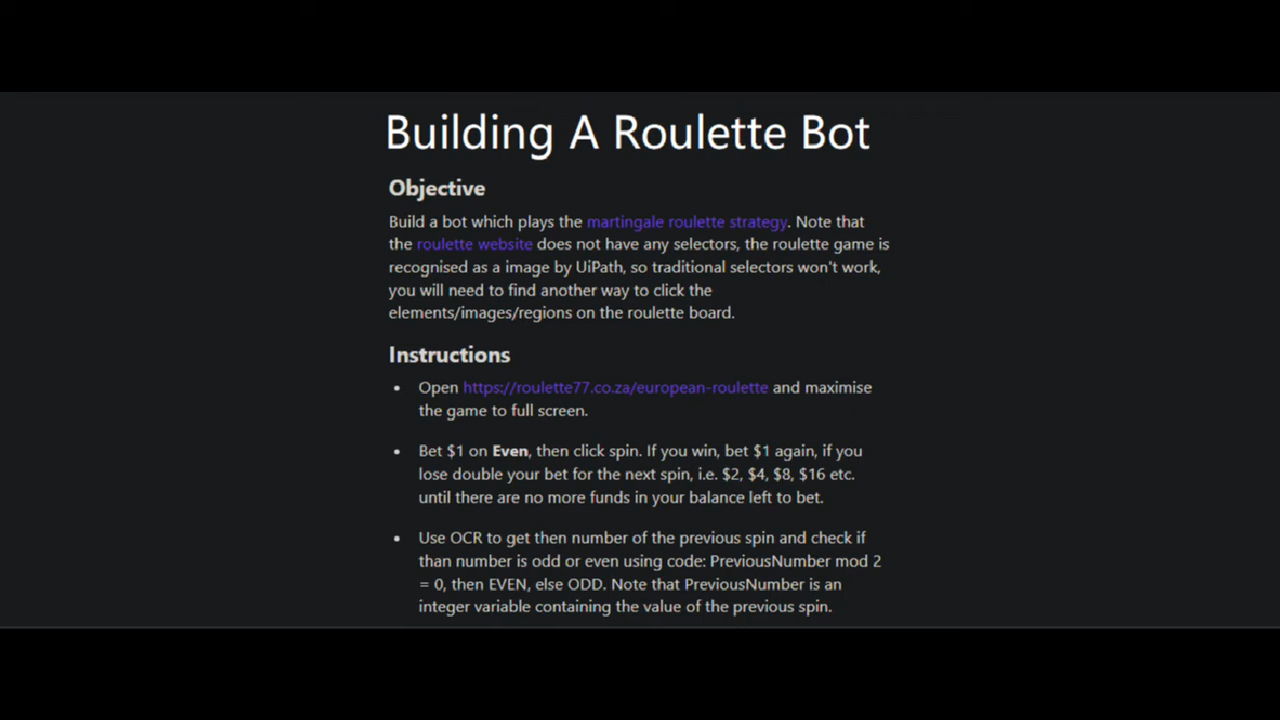 Building A Roulette Bot
Objective
Build a bot which plays the martingale roulette strategy. Note that
the roulette website does not have any selectors, the roulette game is
recognised as a image by UiPath, so traditional selectors won't work,
you will need to find another way to click the
elements/images/regions on the roulette board.
Instructions
• Open https://roulette77.co.za/european-roulette and maximise
the game to full screen.
• Bet $1 on Even, then click spin. If you win, bet $1 again, if you
lose double your bet for the next spin, i.e. $2, $4, $8, $16 etc.
until there are no more funds in your balance left to bet.
• Use OCR to get then number of the previous spin and check if
than number is odd or even using code: PreviousNumber mod 2
= 0, then EVEN, else ODD. Note that PreviousNumber is an
integer variable containing the value of the previous spin.